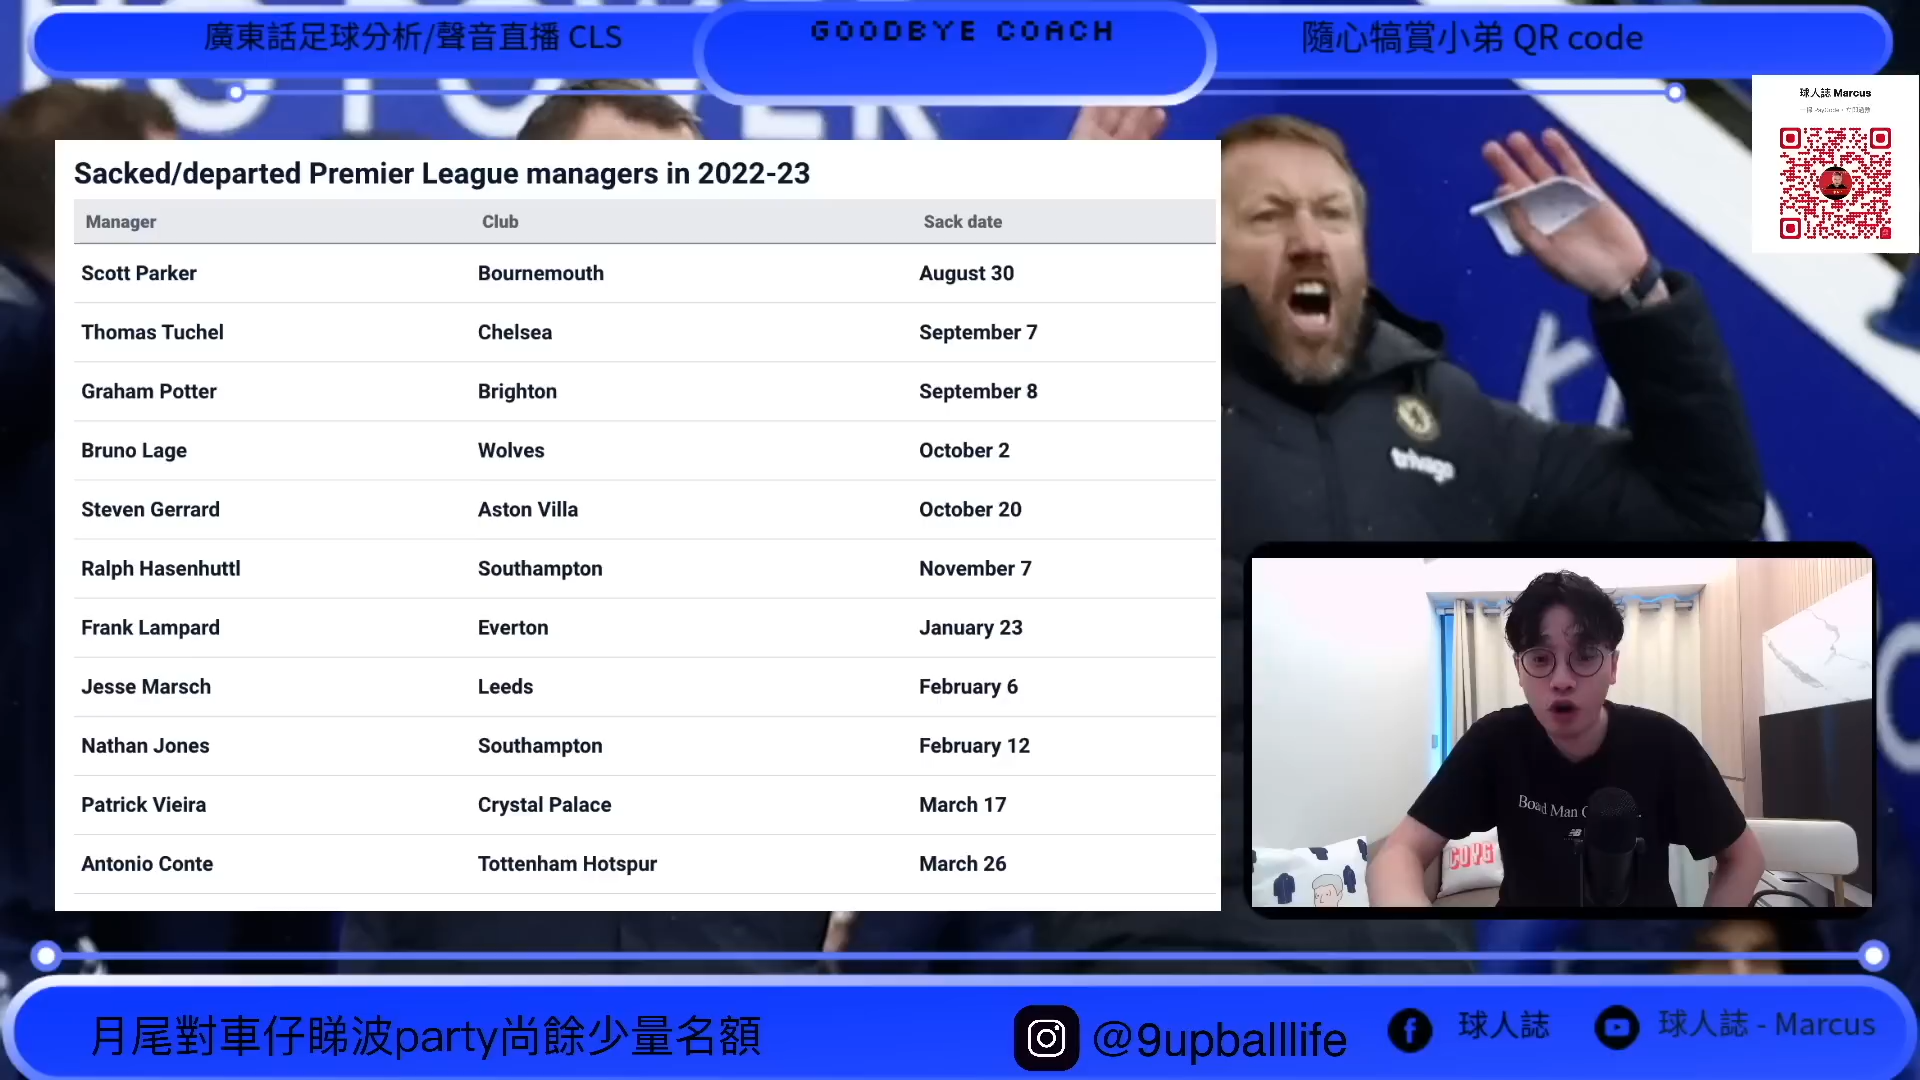 廣東話足球分析/聲音直播 CLS
GOODBYE COACH
隨心犒賞小弟 QR code
球人誌 Marcus
Sacked/departed Premier League managers in 2022-23
Manager Club Sack date
Scott Parker Bournemouth August 30
Thomas Tuchel Chelsea September 7
Graham Potter Brighton September 8
Bruno Lage Wolves October 2
Steven Gerrard Aston Villa October 20
Ralph Hasenhuttl Southampton November 7
Frank Lampard Everton January 23
Jesse Marsch Leeds February 6
Nathan Jones Southampton February 12
Patrick Vieira Crystal Palace March 17
Antonio Conte Tottenham Hotspur March 26
trivago
Board Man
COYG
月尾對車仔睇波party尚餘少量名額
@9upballlife
球人誌
球人誌 - Marcus